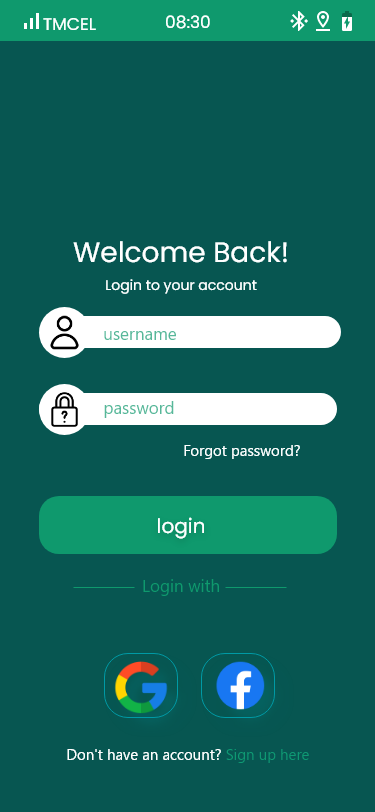 TMCEL 08:30
Welcome Back!
Login to your account
username
password
Forgot password?
login
Login with
Don't have an account? Sign up here